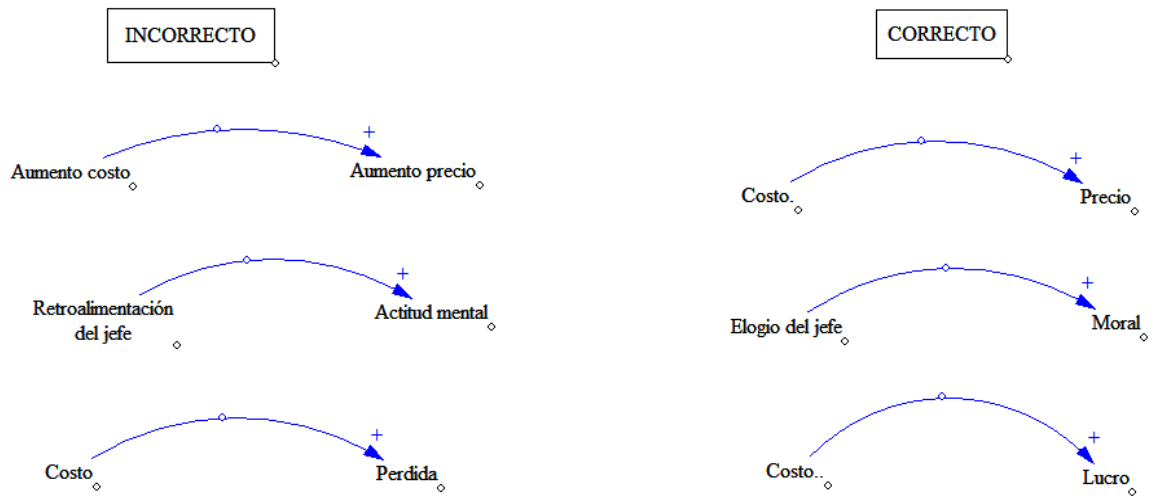 INCORRECTO
+
Aumento costo
Aumento precio
+
Retroalimentación
del jefe
Actitud mental
+
Costo
Perdida
CORRECTO
+
Costo.
Precio
+
Elogio del jefe
Moral
+
Costo..
Lucro